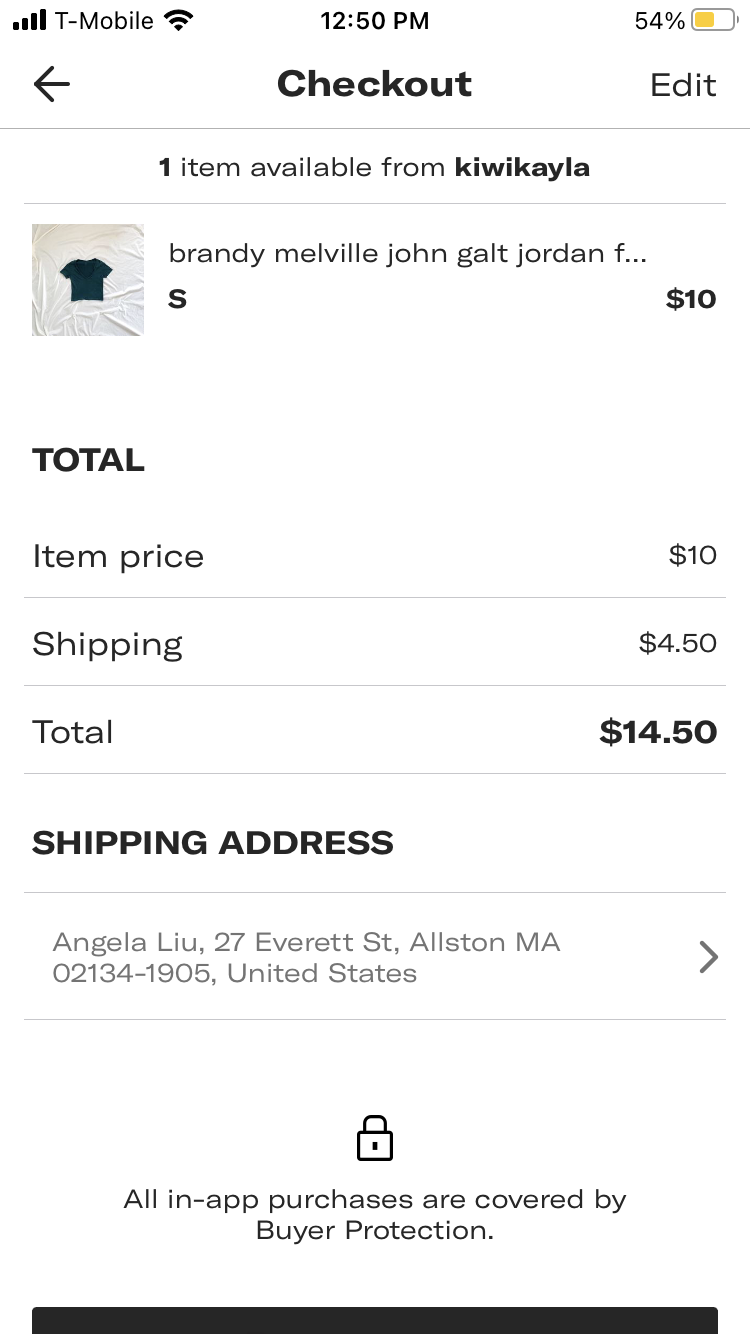 T-Mobile 12:50 PM 54%
Checkout Edit
1 item available from kiwikayla
brandy melville john galt jordan f...
S $10
TOTAL
Item price $10
Shipping $4.50
Total $14.50
SHIPPING ADDRESS
Angela Liu, 27 Everett St, Allston MA
02134-1905, United States
All in-app purchases are covered by
Buyer Protection.